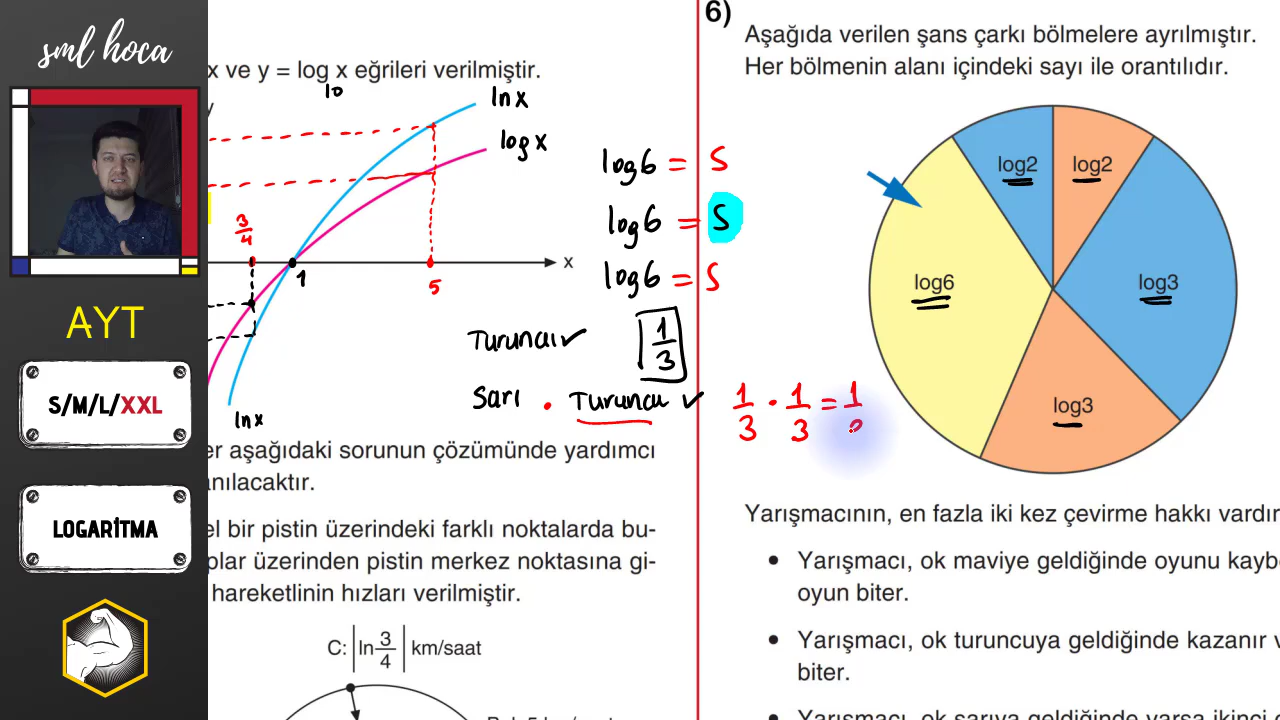 sml hoca
AYT
S/M/L/XXL
LOGARİTMA
x ve y = log x eğrileri verilmiştir.
10
y
ln x
log x
3/4
1
5
x
ln x
log6 = S
log6 = S
log6 = S
Turuncu ✓
1/3
Sarı • Turuncu ✓
1/3 • 1/3 = 1/
er aşağıdaki sorunun çözümünde yardımcı
anılacaktır.
el bir pistin üzerindeki farklı noktalarda bu-
plar üzerinden pistin merkez noktasına gi-
hareketlinin hızları verilmiştir.
C: |ln 3/4| km/saat
6)
Aşağıda verilen şans çarkı bölmelere ayrılmıştır.
Her bölmenin alanı içindeki sayı ile orantılıdır.
log2
log2
log6
log3
log3
Yarışmacının, en fazla iki kez çevirme hakkı vardır
• Yarışmacı, ok maviye geldiğinde oyunu kaybe
oyun biter.
• Yarışmacı, ok turuncuya geldiğinde kazanır v
biter.
• Yarışmacı, ok sarıya geldiğinde varsa ikinci